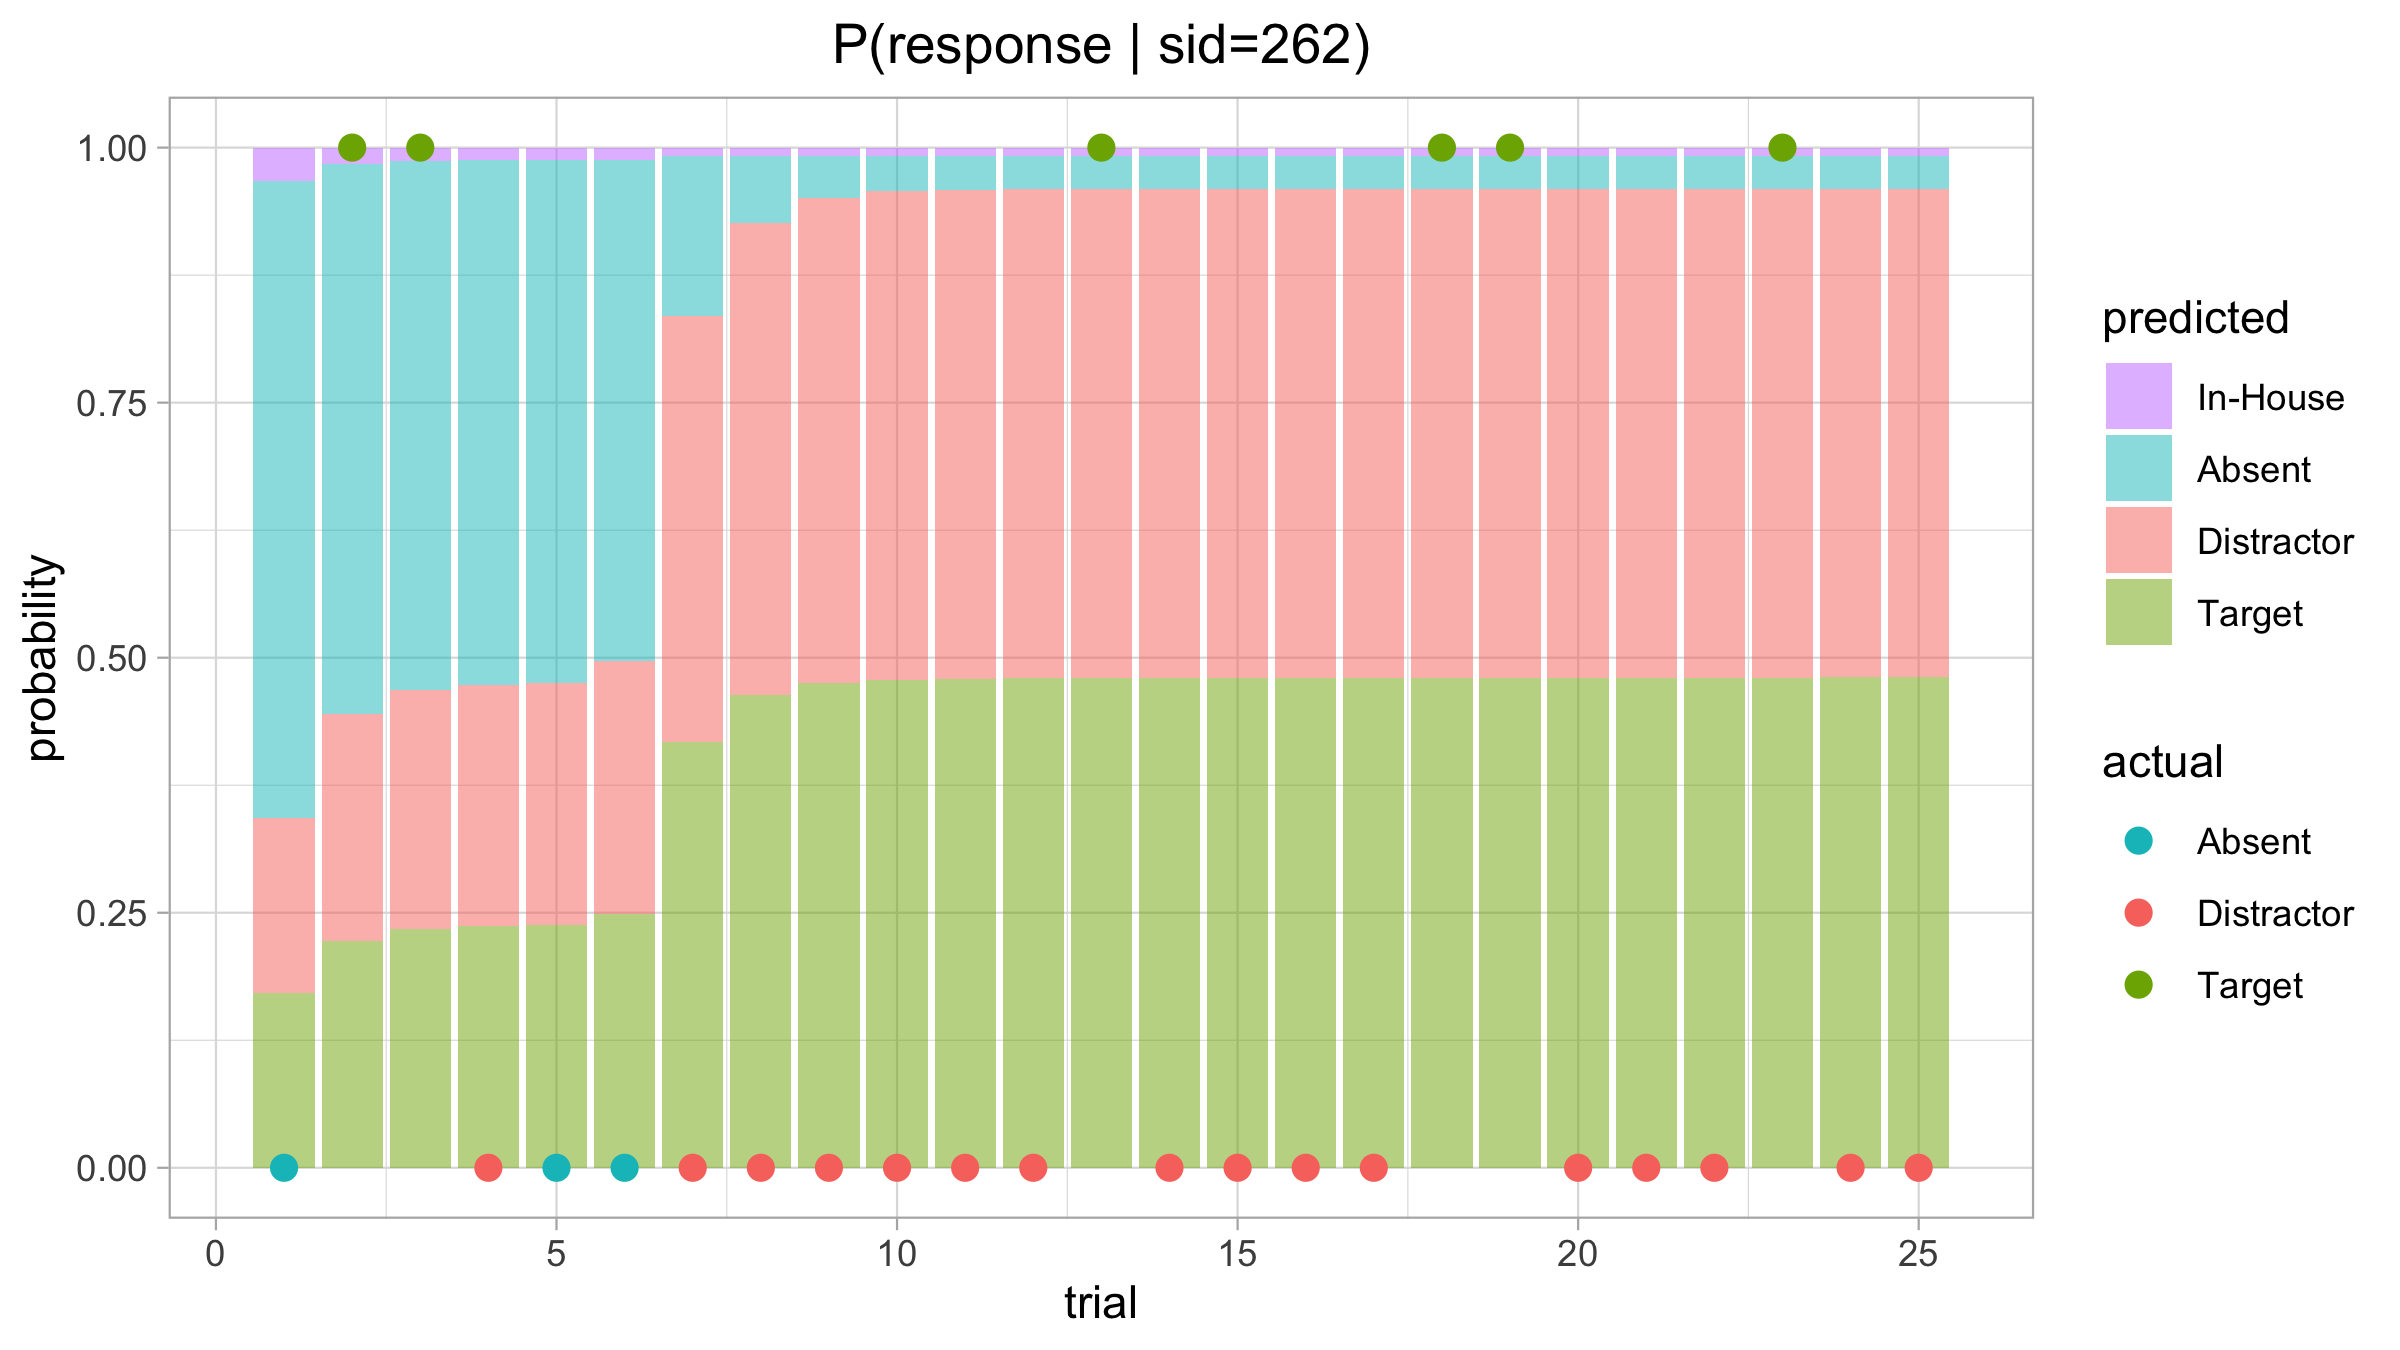 P(response | sid=262)
1.00
0.75
0.50
0.25
0.00
probability
0 5 10 15 20 25
trial
predicted
In-House
Absent
Distractor
Target
actual
Absent
Distractor
Target